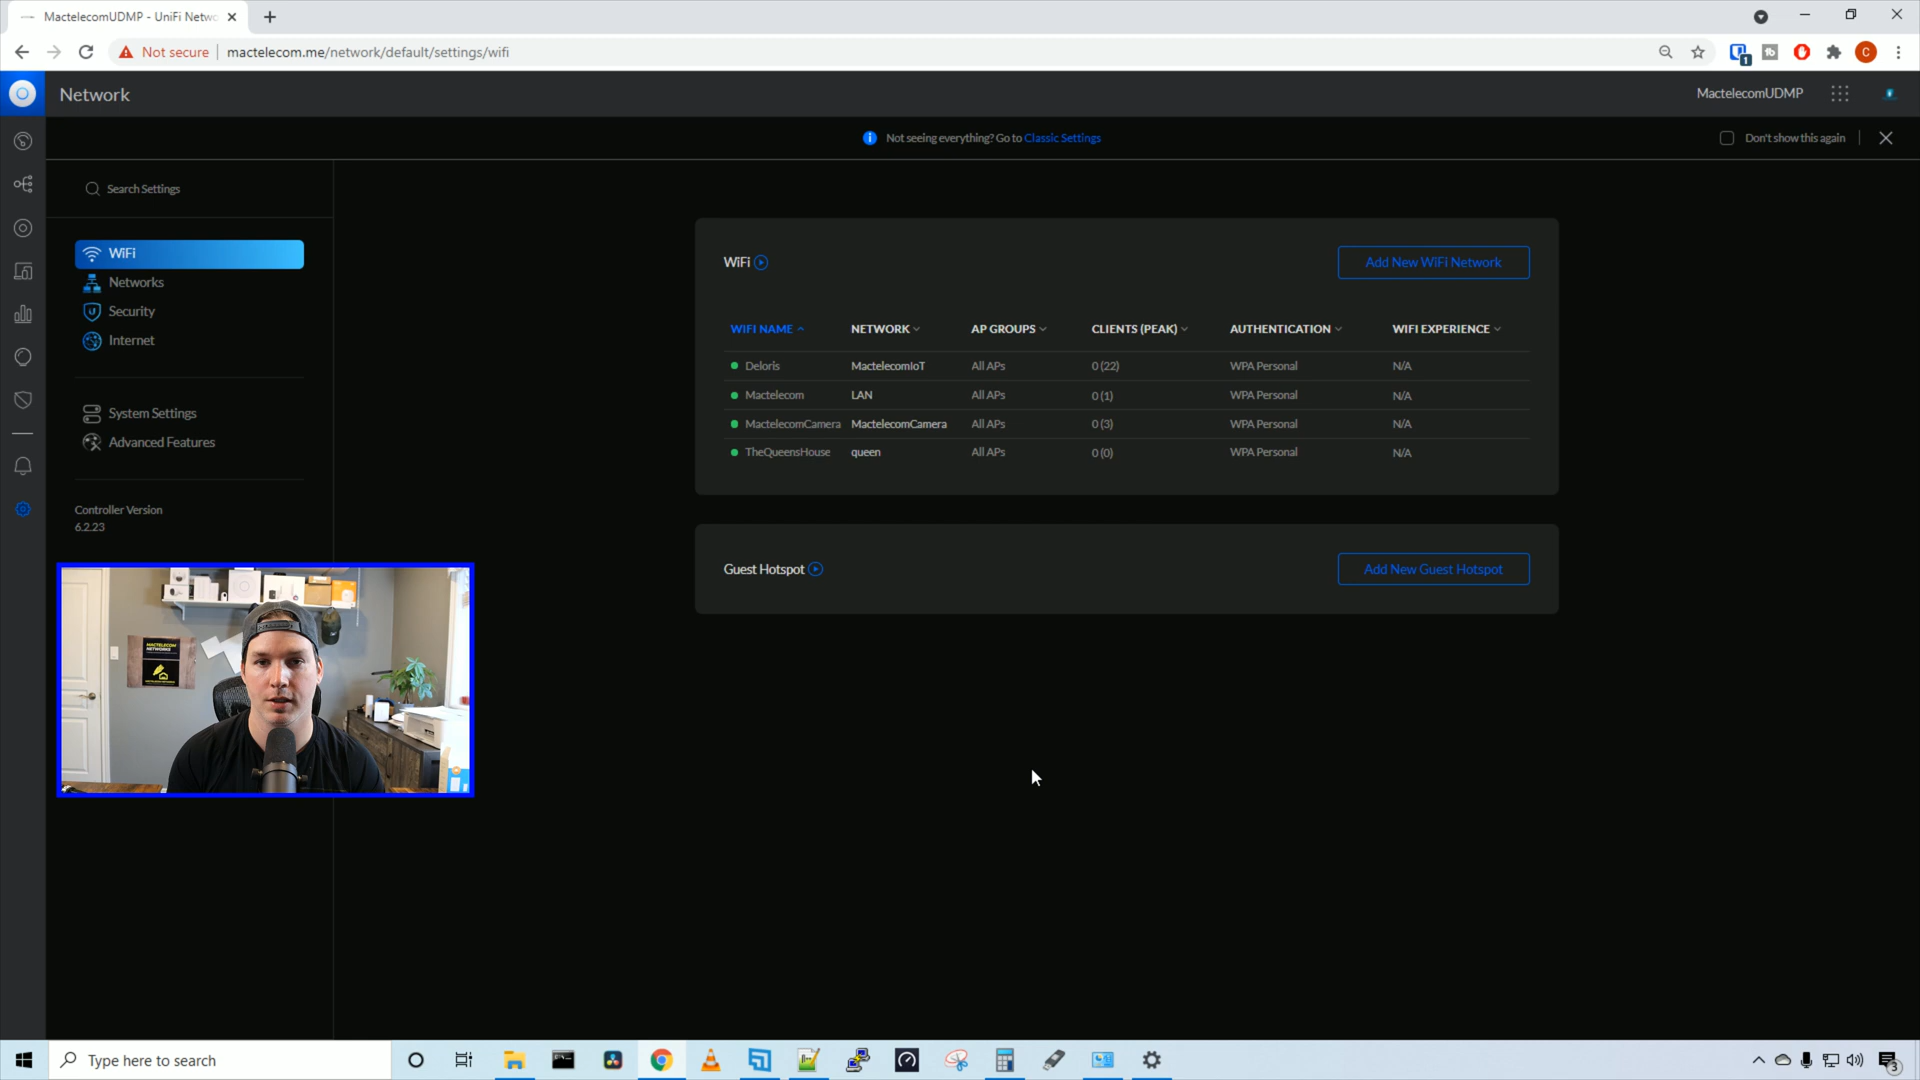 MactelecomUDMP - UniFi Netwo
Not secure
mactelecom.me/network/default/settings/wifi
1
C
Network
MactelecomUDMP
Not seeing everything? Go to Classic Settings
Don't show this again
Search Settings
WiFi
Networks
Security
Internet
System Settings
Advanced Features
Controller Version
6.2.23
WiFi
Add New WiFi Network
WIFI NAME NETWORK AP GROUPS CLIENTS (PEAK) AUTHENTICATION WIFI EXPERIENCE
Deloris MactelecomIoT All APs 0 (22) WPA Personal N/A
Mactelecom LAN All APs 0 (1) WPA Personal N/A
MactelecomCamera MactelecomCamera All APs 0 (3) WPA Personal N/A
TheQueensHouse queen All APs 0 (0) WPA Personal N/A
Guest Hotspot
Add New Guest Hotspot
MACTELECOM
NETWORKS
Type here to search
3